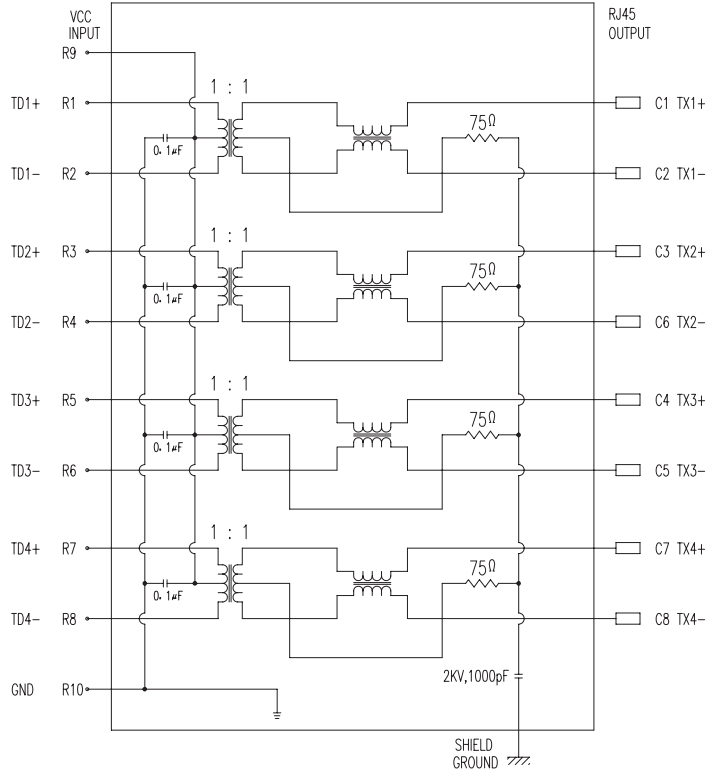 VCC
INPUT
RJ45
OUTPUT
R9
1 : 1
TD1+ R1
C1 TX1+
75Ω
0.1μF
TD1- R2
C2 TX1-
1 : 1
TD2+ R3
C3 TX2+
75Ω
0.1μF
TD2- R4
C6 TX2-
1 : 1
TD3+ R5
C4 TX3+
75Ω
0.1μF
TD3- R6
C5 TX3-
1 : 1
TD4+ R7
C7 TX4+
75Ω
0.1μF
TD4- R8
C8 TX4-
2KV,1000pF
GND R10
SHIELD
GROUND